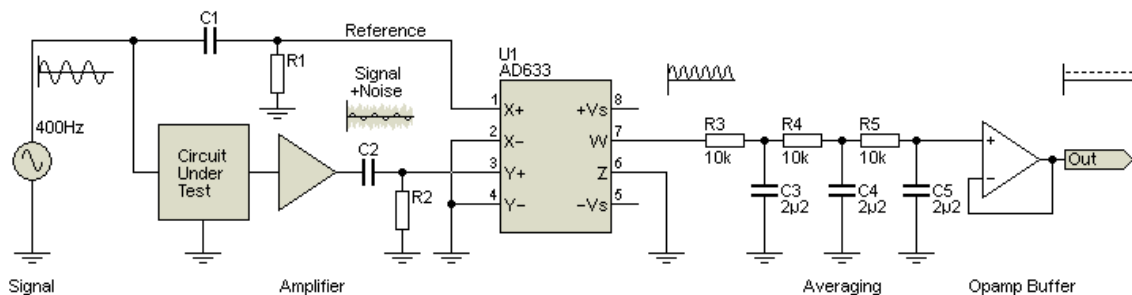 C1
Reference
R1
U1
AD633
Signal
+Noise
400Hz
Circuit
Under
Test
C2
R2
1
X+
2
X−
3
Y+
4
Y−
+Vs
8
W
7
Z
6
−Vs
5
R3
10k
R4
10k
R5
10k
C3
2µ2
C4
2µ2
C5
2µ2
+
−
Out
Signal
Amplifier
Averaging
Opamp Buffer